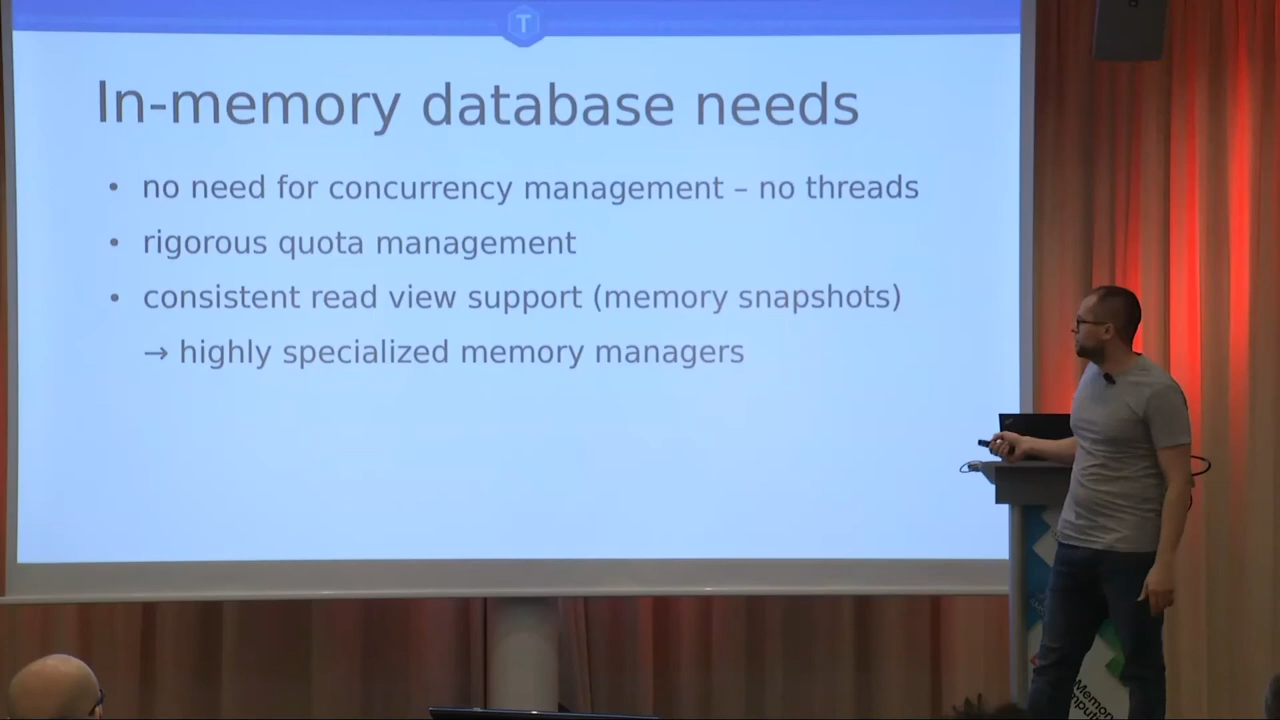 T
In-memory database needs
• no need for concurrency management – no threads
• rigorous quota management
• consistent read view support (memory snapshots)
→ highly specialized memory managers